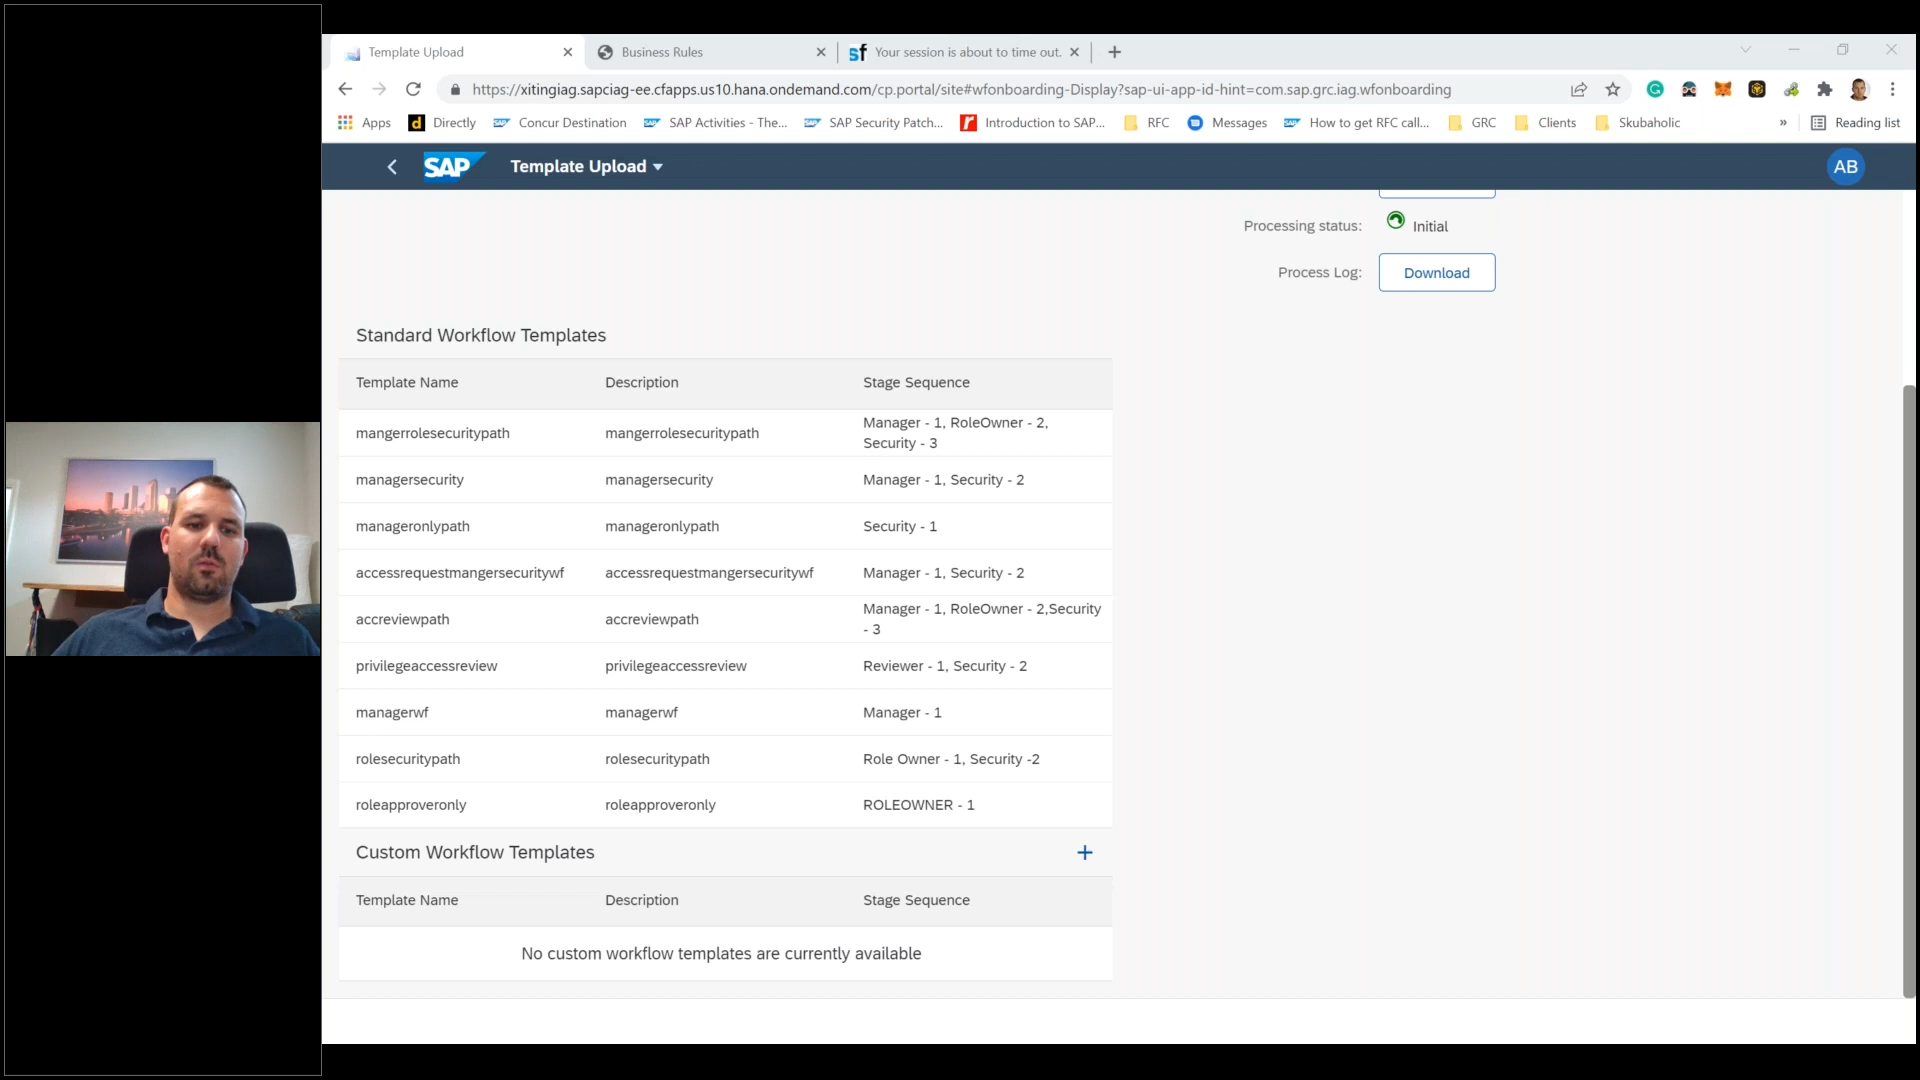 Template Upload
Business Rules
sf Your session is about to time out.
https://xitingiag.sapciag-ee.cfapps.us10.hana.ondemand.com/cp.portal/site#wfonboarding-Display?sap-ui-app-id-hint=com.sap.grc.iag.wfonboarding
Apps d Directly SAP Concur Destination SAP SAP Activities - The... SAP SAP Security Patch... Introduction to SAP... RFC Messages SAP How to get RFC call... GRC Clients Skubaholic » Reading list
SAP Template Upload AB
Processing status: Initial
Process Log: Download
Standard Workflow Templates
Template Name Description Stage Sequence
mangerrolesecuritypath mangerrolesecuritypath Manager - 1, RoleOwner - 2,
Security - 3
managersecurity managersecurity Manager - 1, Security - 2
manageronlypath manageronlypath Security - 1
accessrequestmangersecuritywf accessrequestmangersecuritywf Manager - 1, Security - 2
accreviewpath accreviewpath Manager - 1, RoleOwner - 2,Security
- 3
privilegeaccessreview privilegeaccessreview Reviewer - 1, Security - 2
managerwf managerwf Manager - 1
rolesecuritypath rolesecuritypath Role Owner - 1, Security -2
roleapproveronly roleapproveronly ROLEOWNER - 1
Custom Workflow Templates +
Template Name Description Stage Sequence
No custom workflow templates are currently available